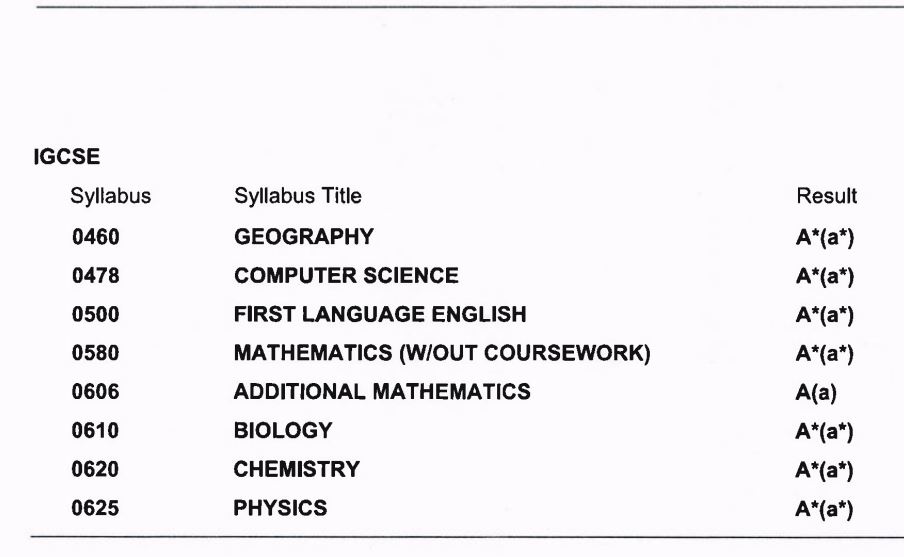 IGCSE
Syllabus Syllabus Title Result
0460 GEOGRAPHY A*(a*)
0478 COMPUTER SCIENCE A*(a*)
0500 FIRST LANGUAGE ENGLISH A*(a*)
0580 MATHEMATICS (W/OUT COURSEWORK) A*(a*)
0606 ADDITIONAL MATHEMATICS A(a)
0610 BIOLOGY A*(a*)
0620 CHEMISTRY A*(a*)
0625 PHYSICS A*(a*)